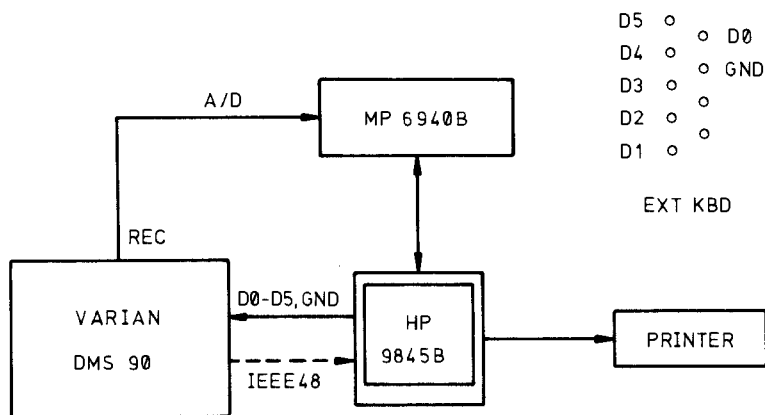 D5
D0
D4
GND
D3
D2
D1
EXT KBD
A/D
MP 6940B
REC
D0-D5,GND
VARIAN
DMS 90
HP
9845B
IEEE48
PRINTER